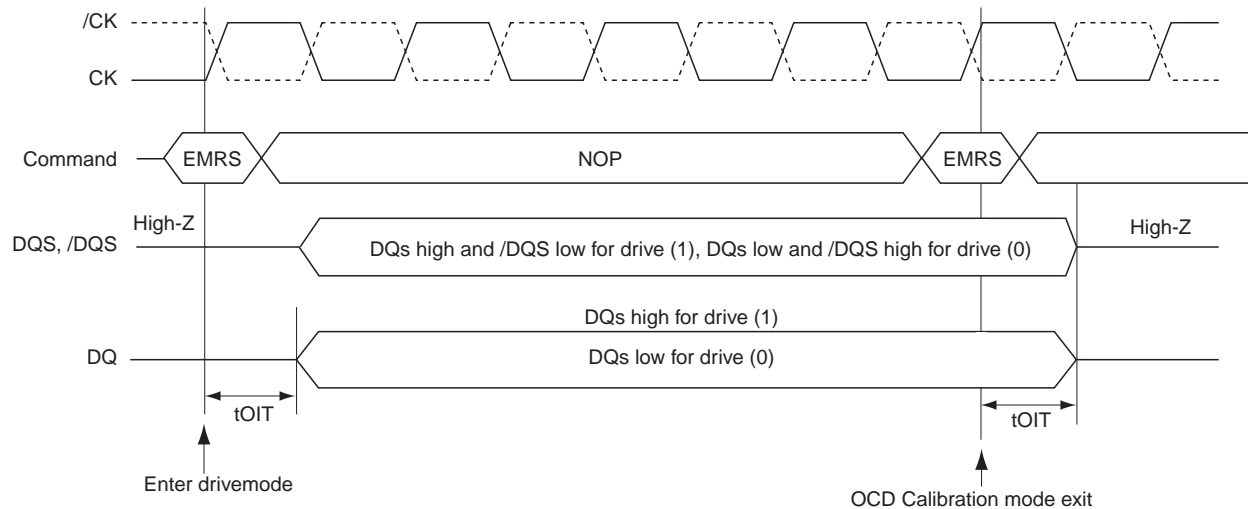 /CK
CK
Command
EMRS
NOP
EMRS
High-Z
High-Z
DQS, /DQS
DQs high and /DQS low for drive (1), DQs low and /DQS high for drive (0)
DQs high for drive (1)
DQ
DQs low for drive (0)
tOIT
tOIT
Enter drivemode
OCD Calibration mode exit